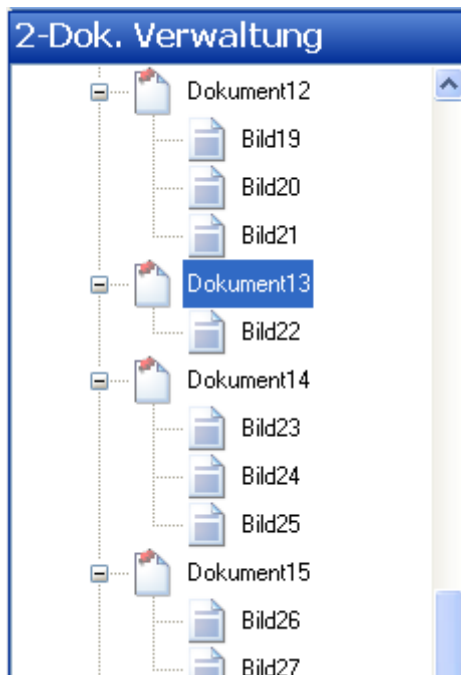 2-Dok. Verwaltung
Dokument12
Bild19
Bild20
Bild21
Dokument13
Bild22
Dokument14
Bild23
Bild24
Bild25
Dokument15
Bild26
Bild27